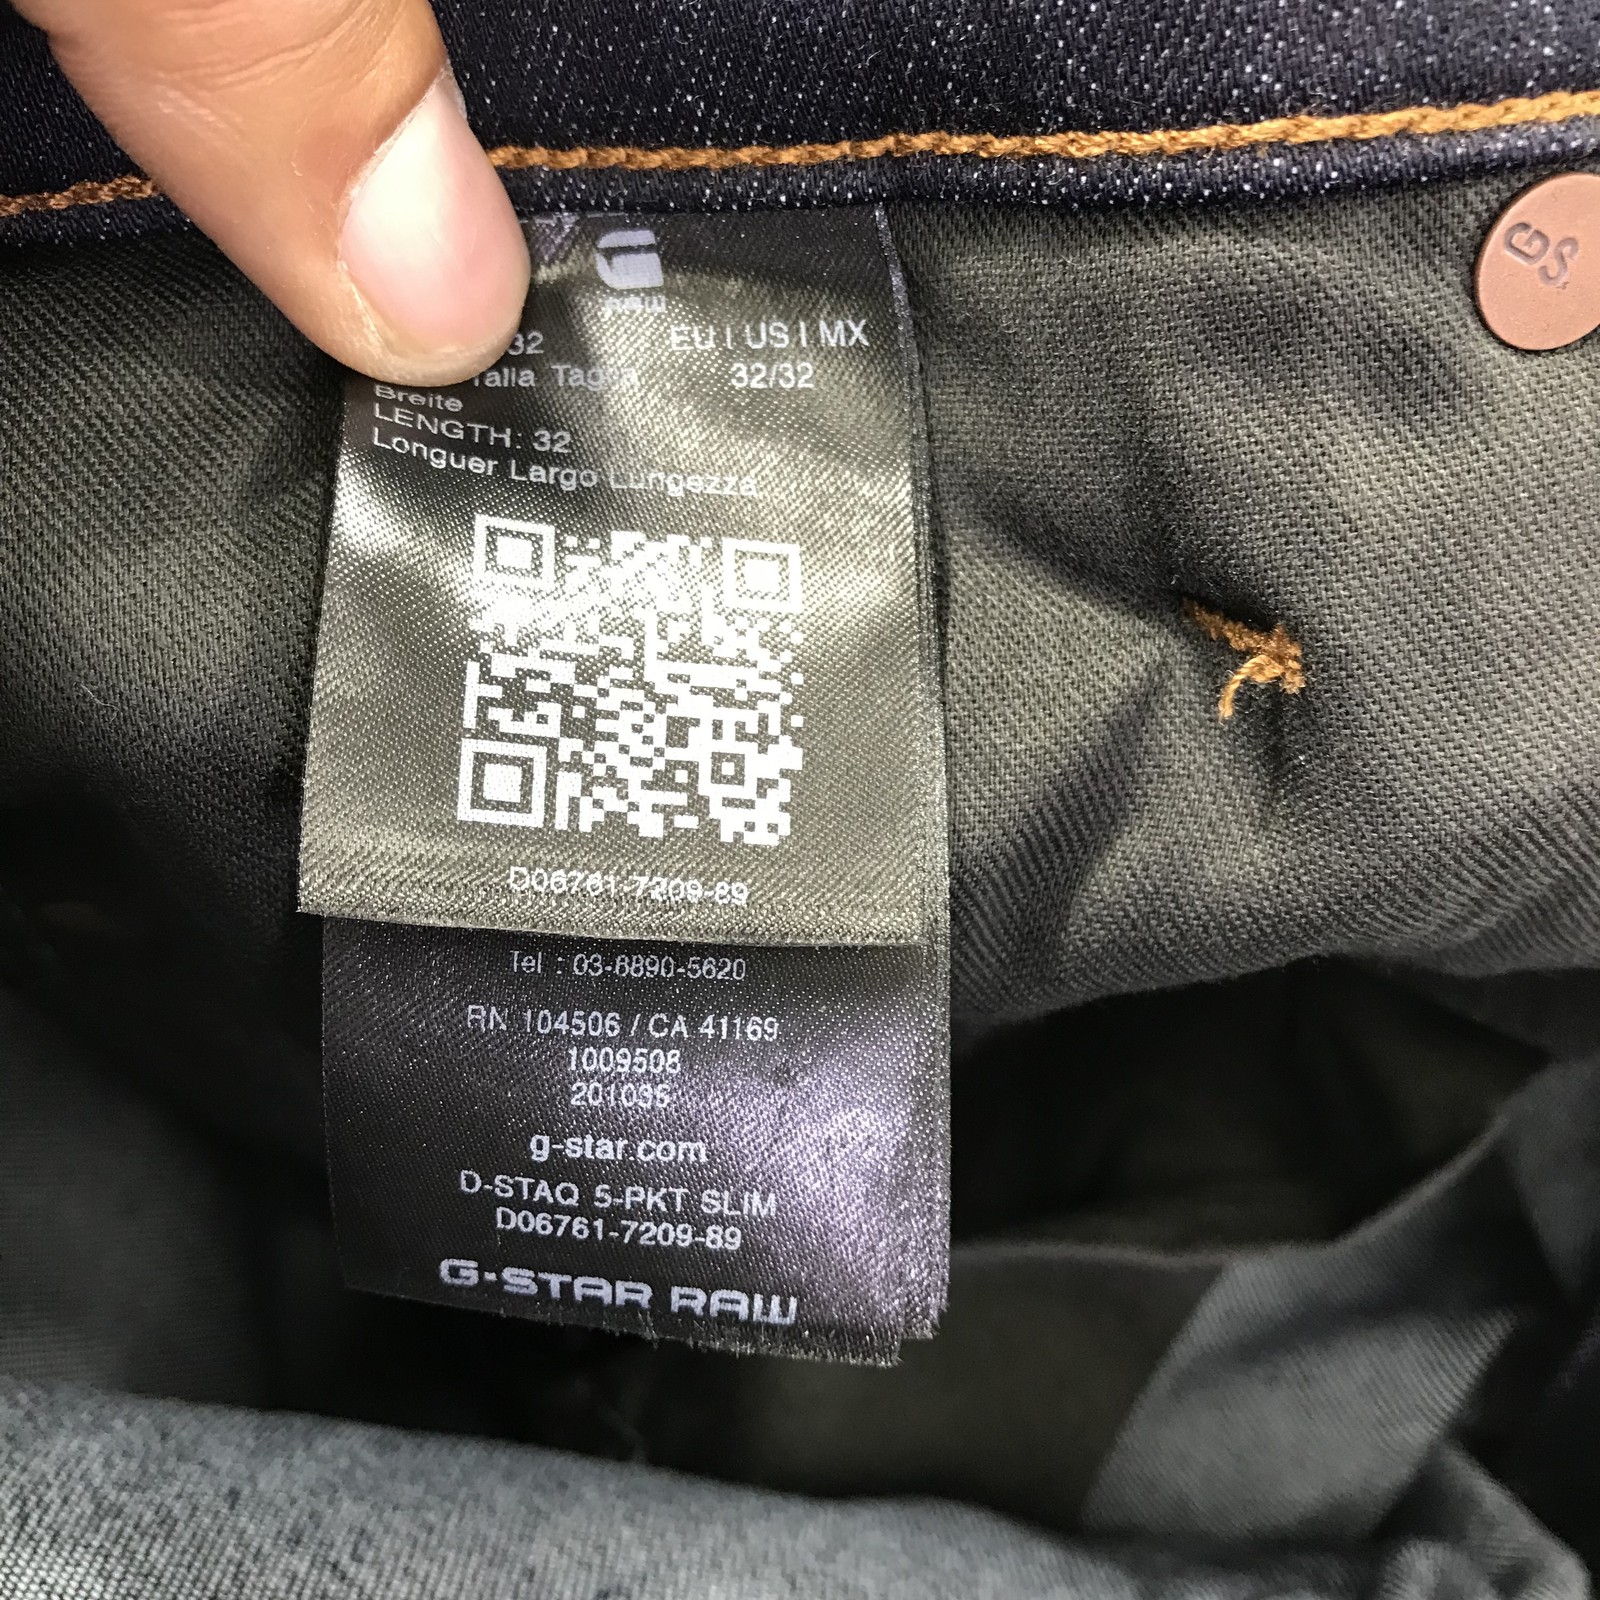 RAW
32 EU | US | MX
Talla Taglia 32/32
Breite
LENGTH: 32
Longuer Largo Lungezza
D06761-7209-89
Tel : 03-6890-5620
RN 104506 / CA 41169
1009508
g-star.com
D-STAQ 5-PKT SLIM
D06761-7209-89
G-STAR RAW
GS